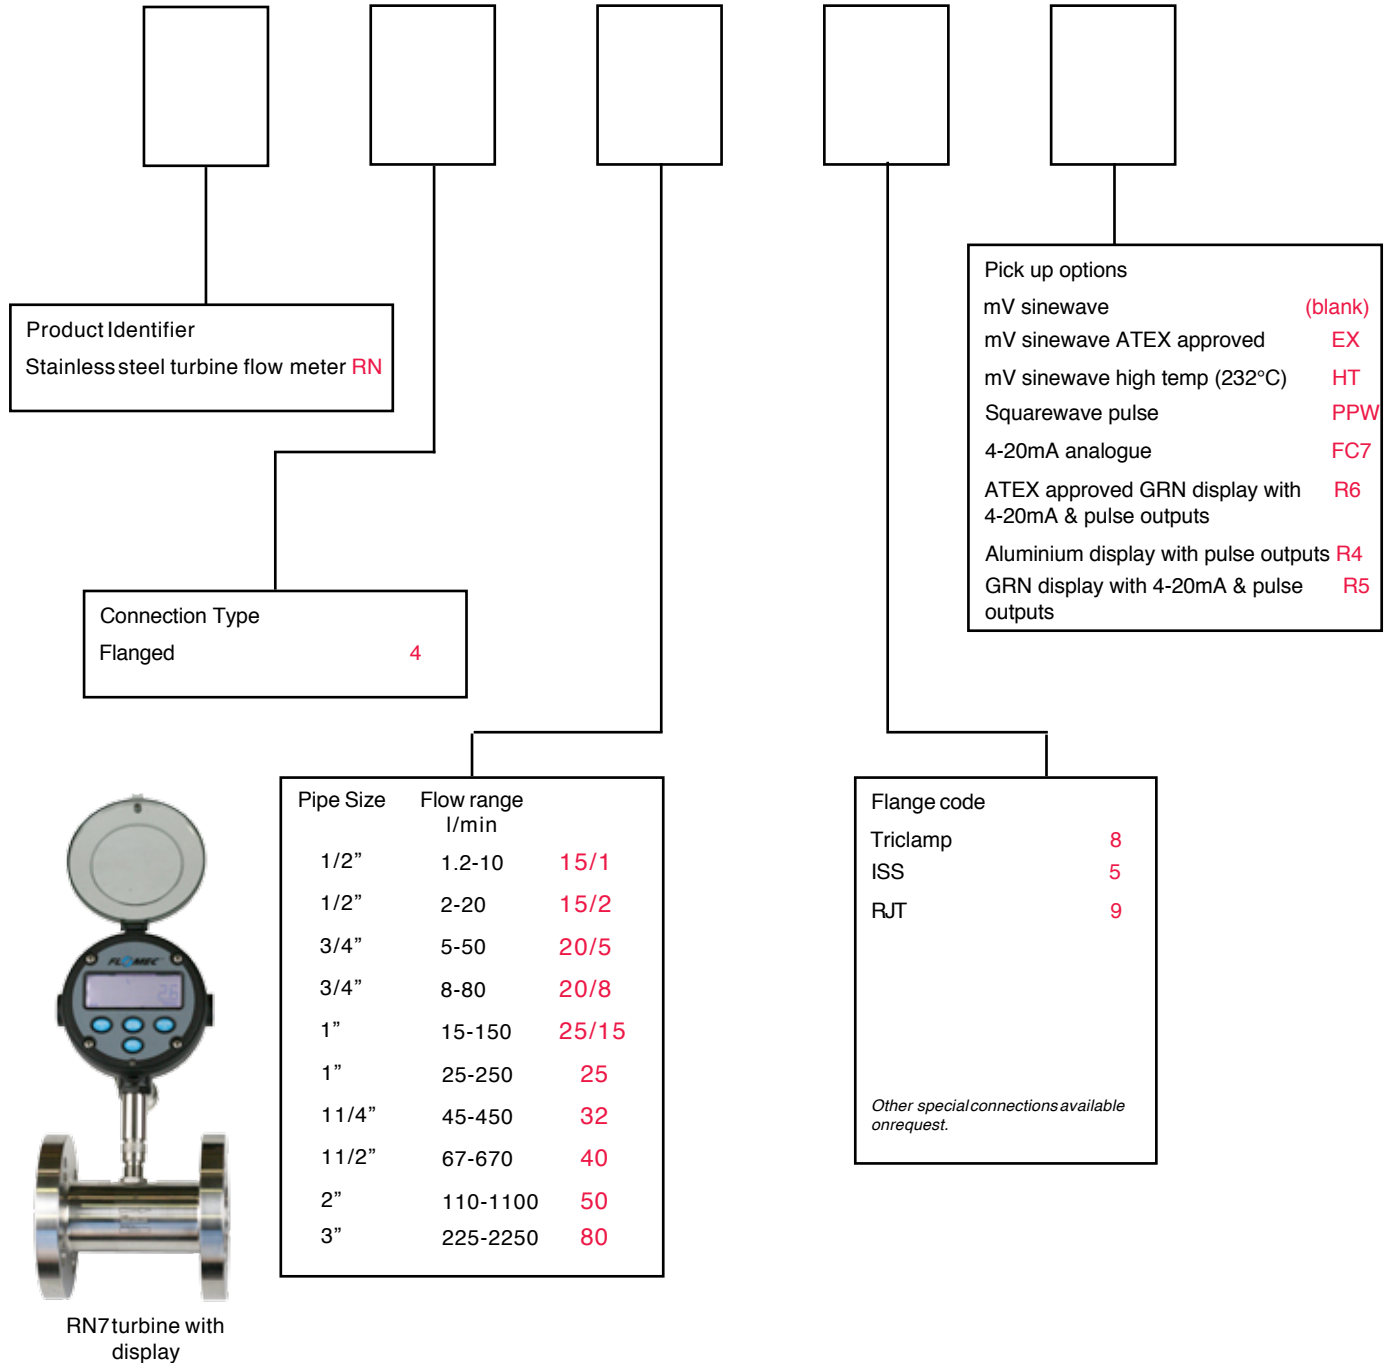 Product Identifier
Stainless steel turbine flow meter RN
Connection Type
Flanged 4
Pipe Size Flow range
l/min
1/2” 1.2-10 15/1
1/2” 2-20 15/2
3/4” 5-50 20/5
3/4” 8-80 20/8
1” 15-150 25/15
1” 25-250 25
11/4” 45-450 32
11/2” 67-670 40
2” 110-1100 50
3” 225-2250 80
Flange code
Triclamp 8
ISS 5
RJT 9
Other special connections available
on request.
Pick up options
mV sinewave (blank)
mV sinewave ATEX approved EX
mV sinewave high temp (232°C) HT
Squarewave pulse PPW
4-20mA analogue FC7
ATEX approved GRN display with R6
4-20mA & pulse outputs
Aluminium display with pulse outputs R4
GRN display with 4-20mA & pulse R5
outputs
FLOMEC
2.6
RN7 turbine with
display